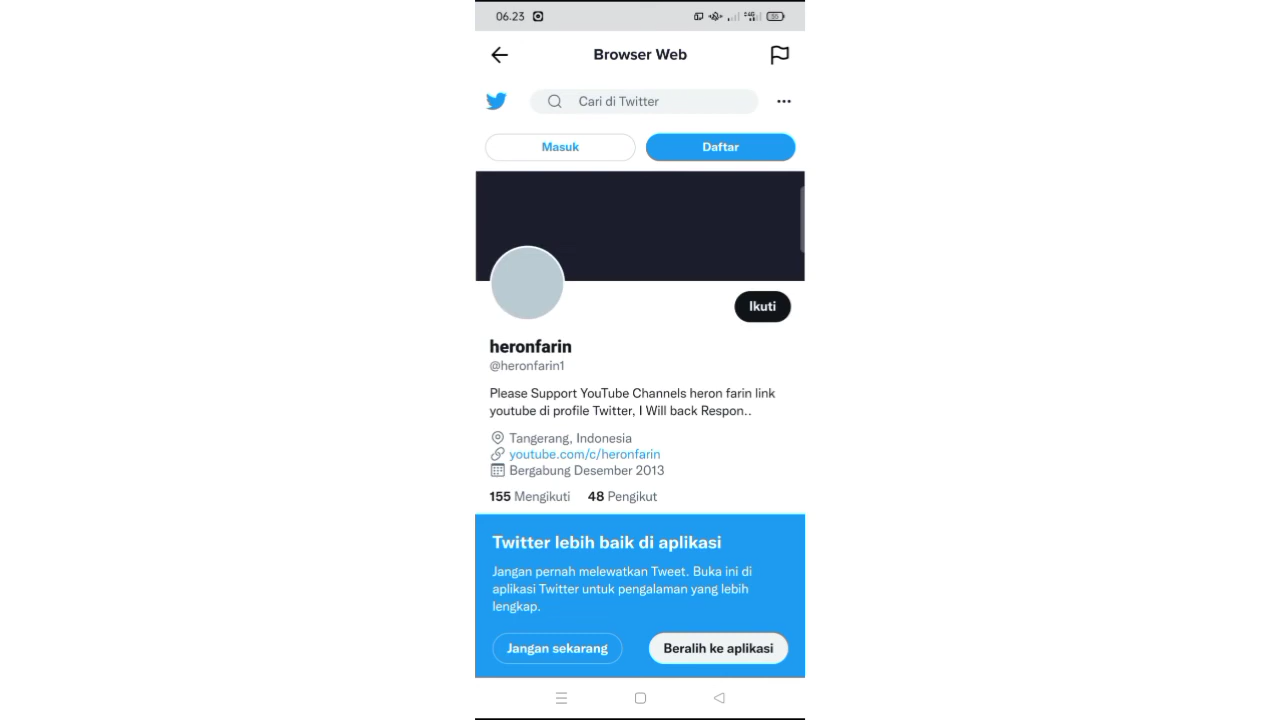 06.23
Browser Web
Cari di Twitter
Masuk
Daftar
Ikuti
heronfarin
@heronfarin1
Please Support YouTube Channels heron farin link
youtube di profile Twitter, I Will back Respon..
Tangerang, Indonesia
youtube.com/c/heronfarin
Bergabung Desember 2013
155 Mengikuti 48 Pengikut
Twitter lebih baik di aplikasi
Jangan pernah melewatkan Tweet. Buka ini di
aplikasi Twitter untuk pengalaman yang lebih
lengkap.
Jangan sekarang
Beralih ke aplikasi